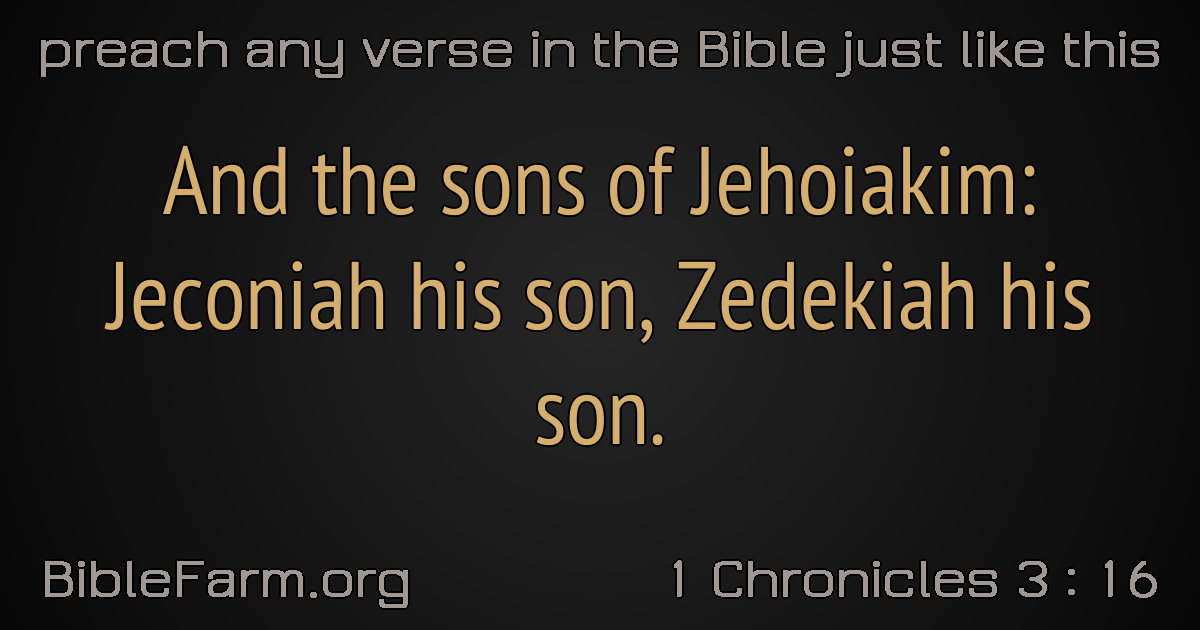 preach any verse in the Bible just like this
And the sons of Jehoiakim:
Jeconiah his son, Zedekiah his
son.
BibleFarm.org
1 Chronicles 3 : 16